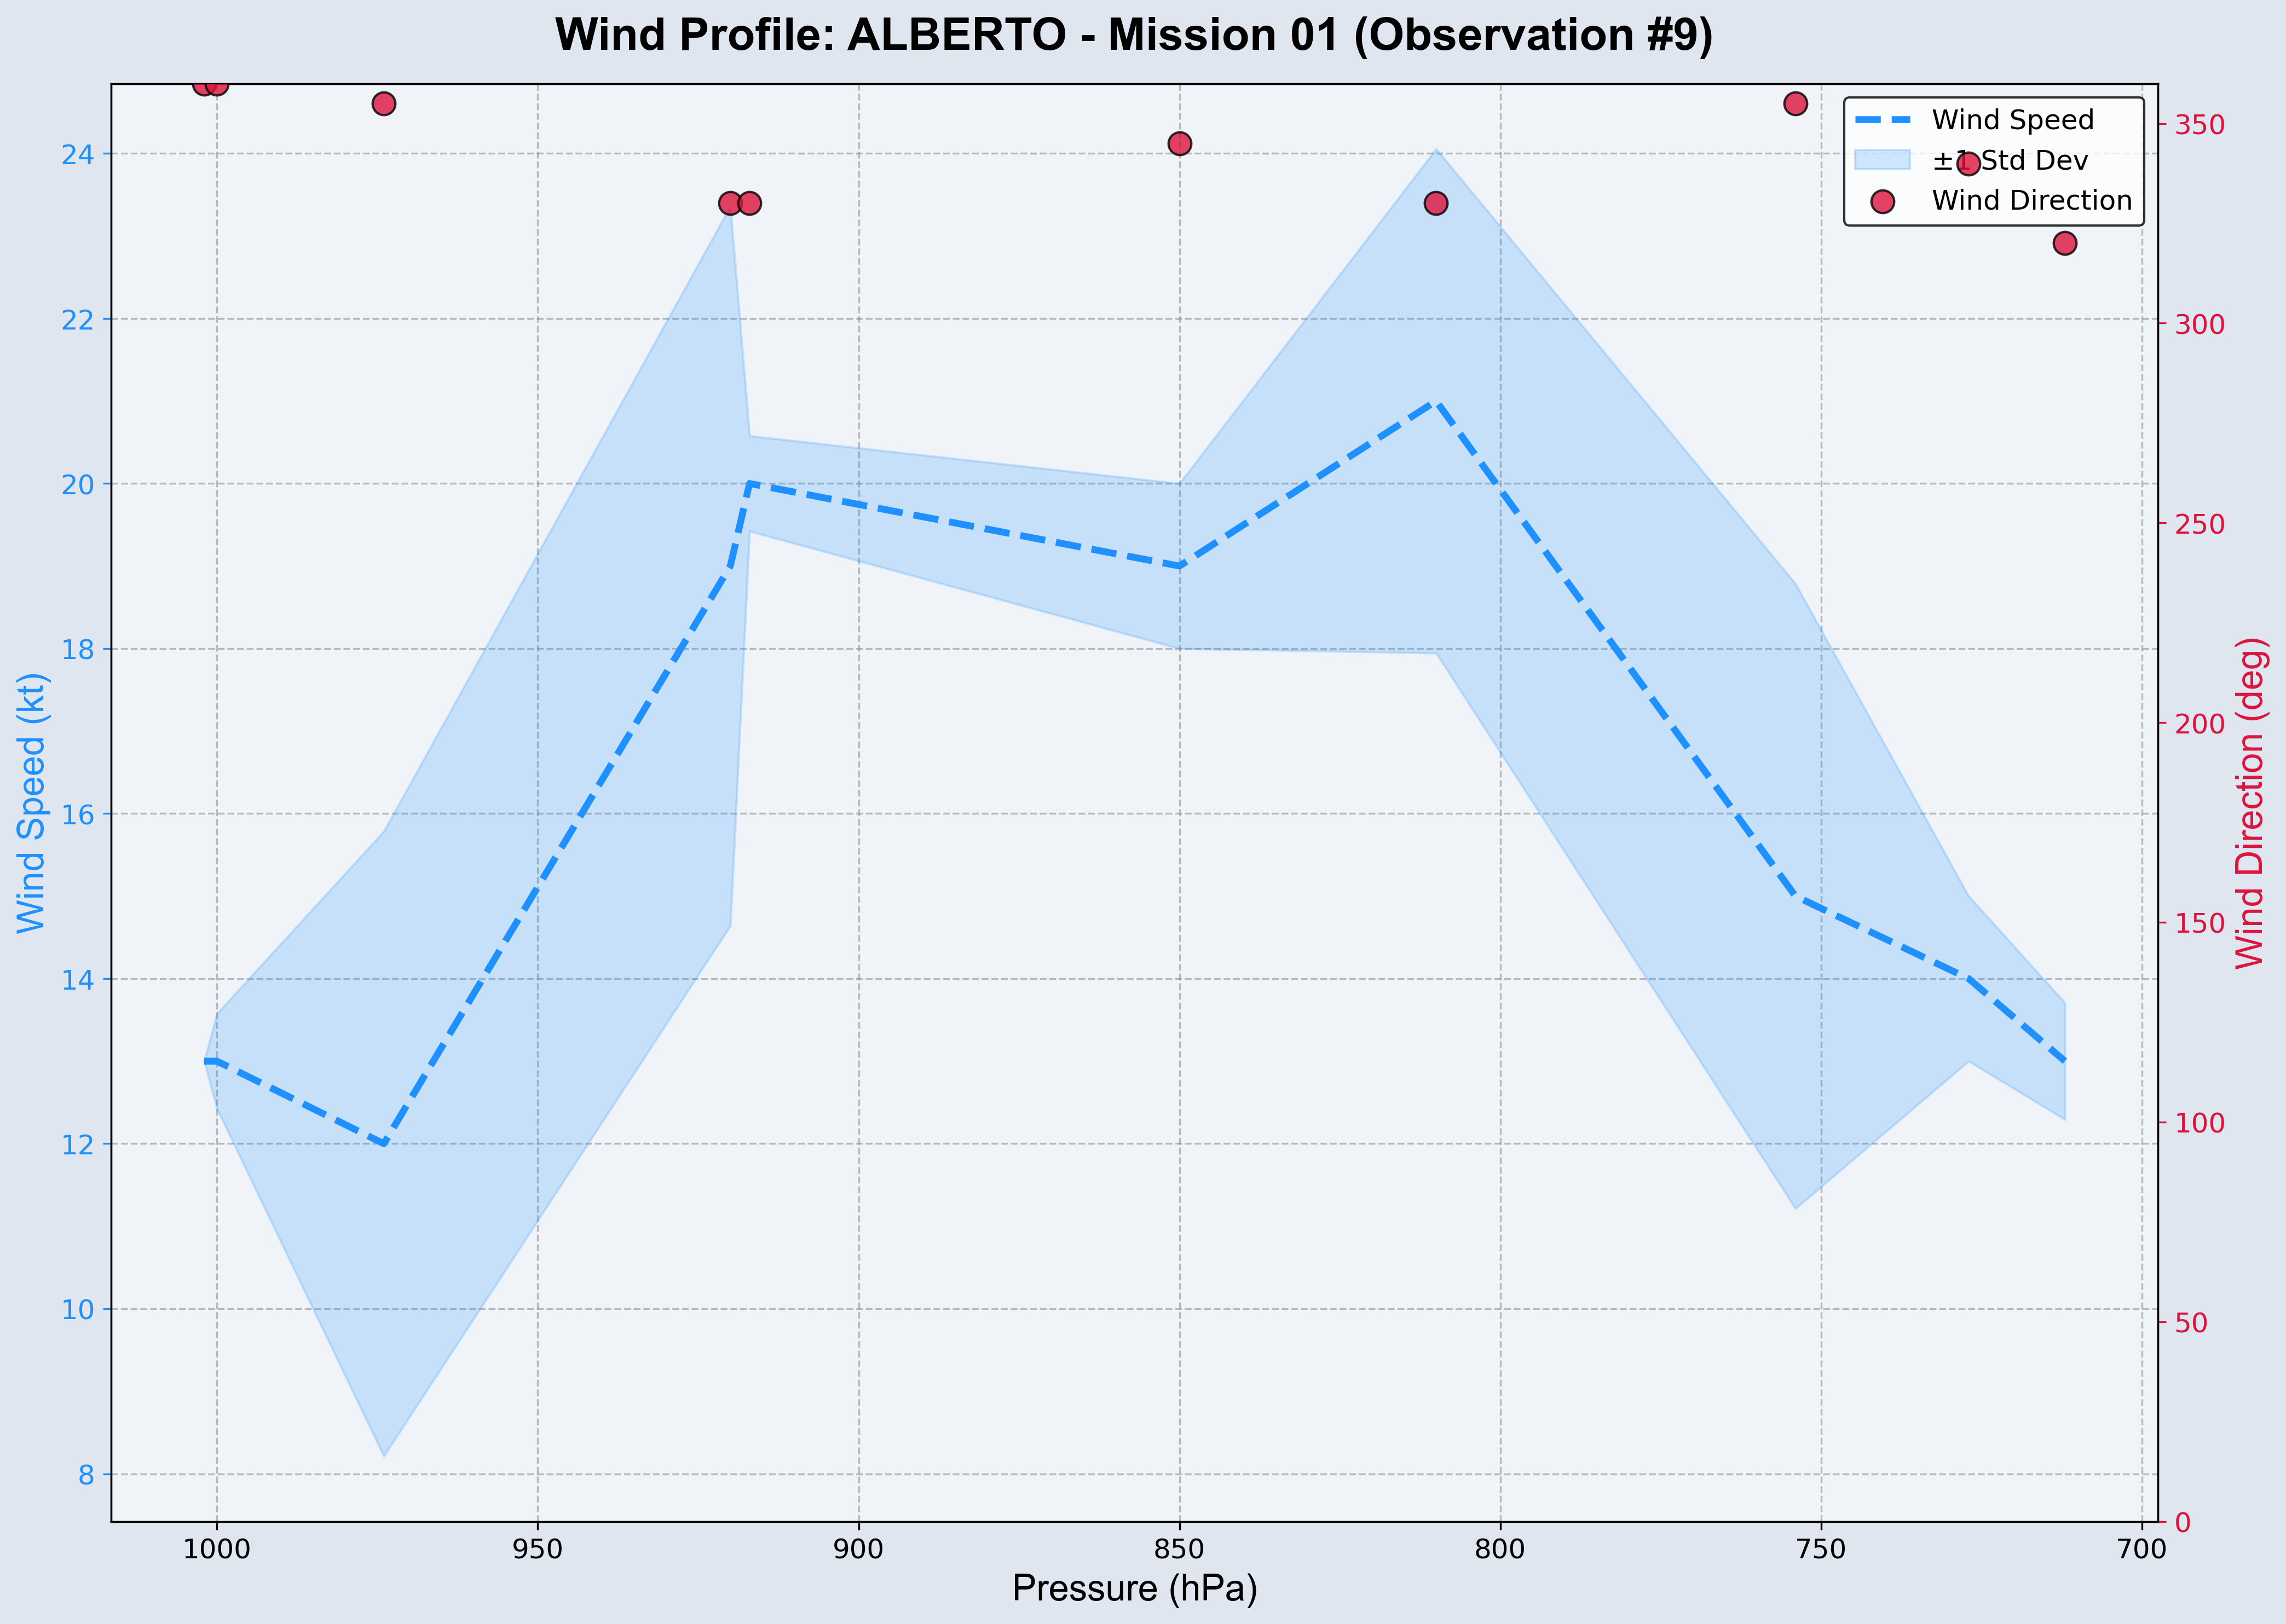 Wind Profile: ALBERTO - Mission 01 (Observation #9)
Wind Speed
±1 Std Dev
Wind Direction
24
22
20
18
16
14
12
10
8
Wind Speed (kt)
350
300
250
200
150
100
50
0
Wind Direction (deg)
1000 950 900 850 800 750 700
Pressure (hPa)